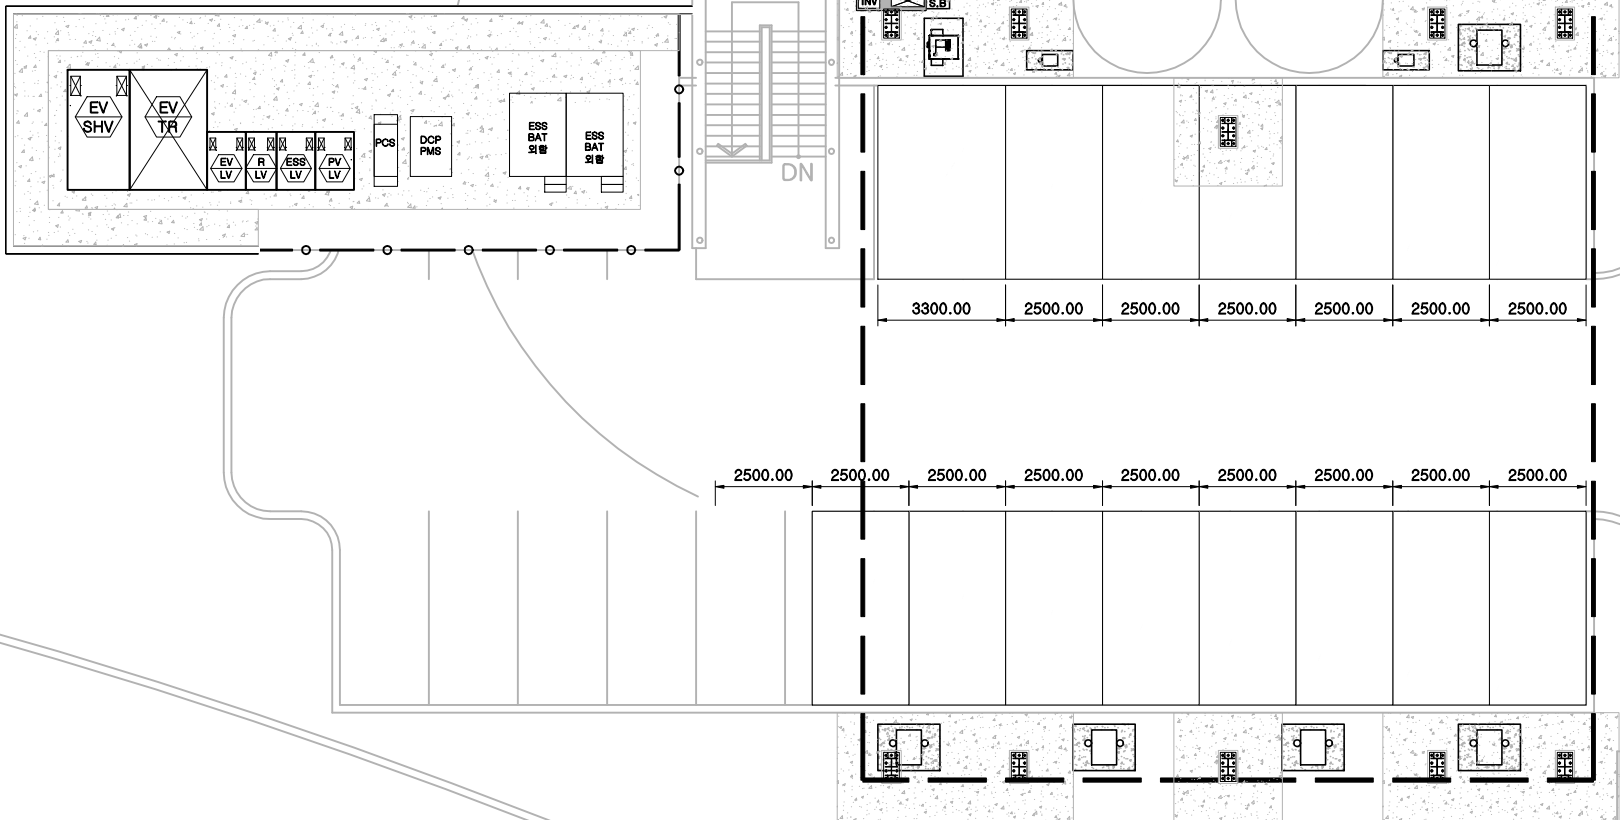 INV
S.B
EV
SHV
EV
TR
EV
LV
R
LV
ESS
LV
PV
LV
PCS
DCP
PMS
ESS
BAT
외함
ESS
BAT
외함
DN
3300.00 2500.00 2500.00 2500.00 2500.00 2500.00 2500.00
2500.00 2500.00 2500.00 2500.00 2500.00 2500.00 2500.00 2500.00 2500.00